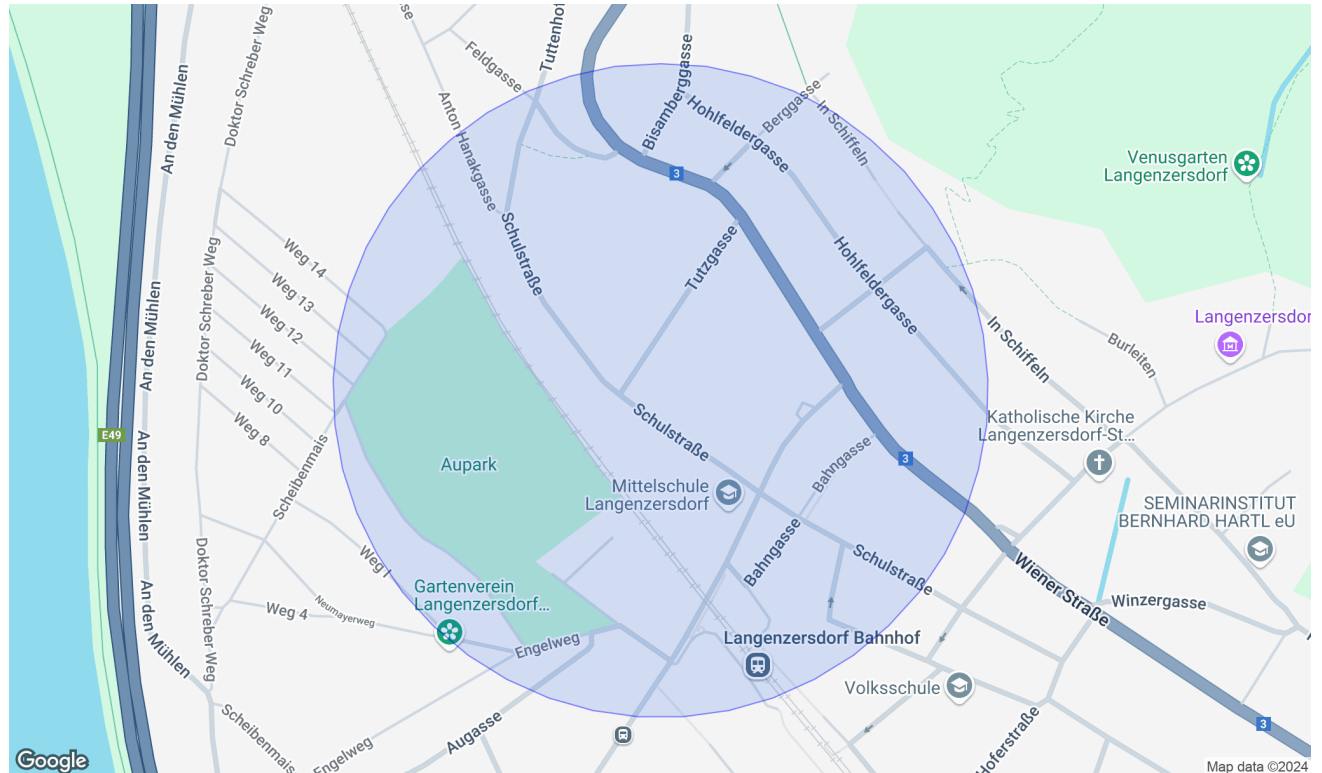 An den Mühlen
Doktor Schreber Weg
Feldgasse
Tuttenhof
Anton Hanakgasse
Bisamberggasse
Hohlfeldergasse
Berggasse
In Schiffeln
3
Venusgarten
Langenzersdorf
Schulstraße
Tutzgasse
Hohlfeldergasse
Weg 14
Weg 13
Weg 12
Weg 11
Weg 10
Weg 8
An den Mühlen
Doktor Schreber Weg
In Schiffeln
Burleiten
Langenzersdor
E49
An den Mühlen
Scheibenmais
Aupark
Schulstraße
Mittelschule
Langenzersdorf
Bahngasse
3
Katholische Kirche
Langenzersdorf-St...
SEMINARINSTITUT
BERNHARD HARTL eU
Doktor Schreber Weg
Weg 1
Gartenverein
Langenzersdorf...
Neumayerweg
Weg 4
Engelweg
Bahngasse
Schulstraße
Wiener Straße
Winzergasse
An den Mühlen
Langenzersdorf Bahnhof
Volksschule
Scheibenmais
Engelweg
Augasse
Hoferstraße
3
Google
Map data ©2024